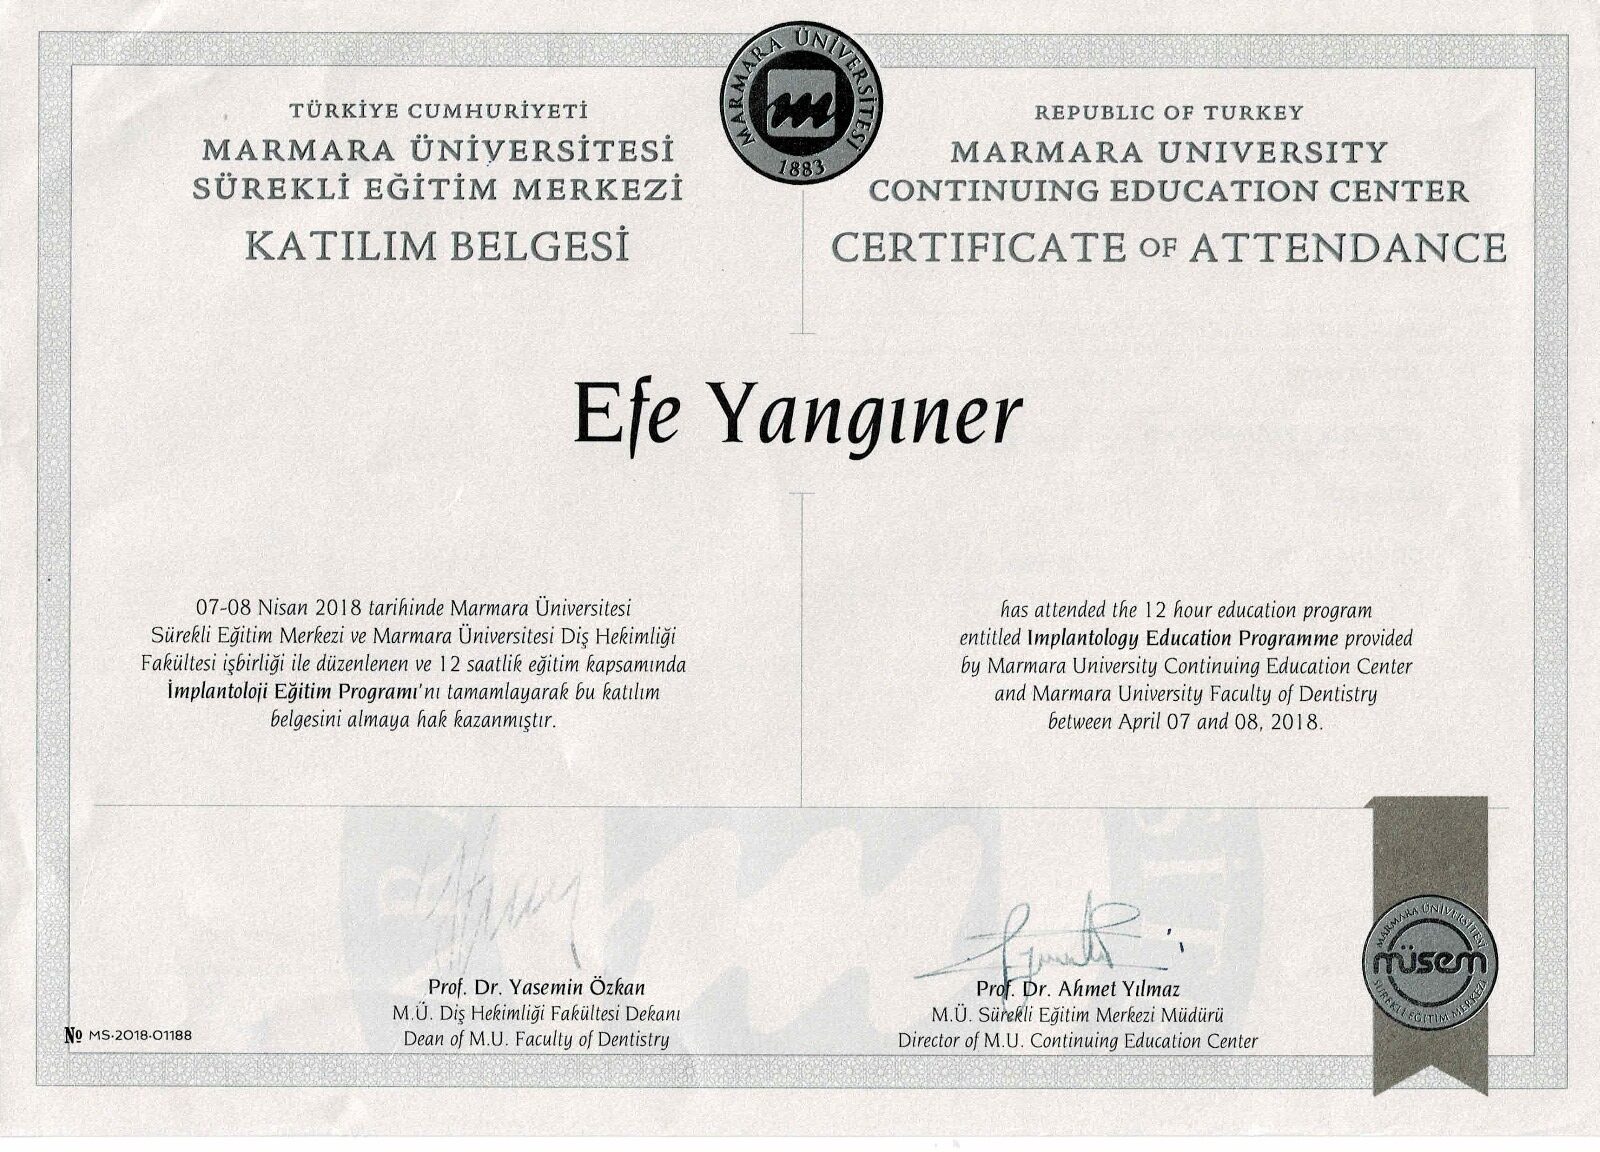 MARMARA ÜNİVERSİTESİ
1883
TÜRKİYE CUMHURİYETİ
MARMARA ÜNİVERSİTESİ
SÜREKLİ EĞİTİM MERKEZİ
KATILIM BELGESİ
REPUBLIC OF TURKEY
MARMARA UNIVERSITY
CONTINUING EDUCATION CENTER
CERTIFICATE OF ATTENDANCE
Efe Yangıner
07-08 Nisan 2018 tarihinde Marmara Üniversitesi
Sürekli Eğitim Merkezi ve Marmara Üniversitesi Diş Hekimliği
Fakültesi işbirliği ile düzenlenen ve 12 saatlik eğitim kapsamında
İmplantoloji Eğitim Programı'nı tamamlayarak bu katılım
belgesini almaya hak kazanmıştır.
has attended the 12 hour education program
entitled Implantology Education Programme provided
by Marmara University Continuing Education Center
and Marmara University Faculty of Dentistry
between April 07 and 08, 2018.
Prof. Dr. Yasemin Özkan
M.Ü. Diş Hekimliği Fakültesi Dekanı
Dean of M.U. Faculty of Dentistry
Prof. Dr. Ahmet Yılmaz
M.Ü. Sürekli Eğitim Merkezi Müdürü
Director of M.U. Continuing Education Center
№ MS-2018-01188
MARMARA ÜNİVERSİTESİ
müsem
SÜREKLİ EĞİTİM MERKEZİ